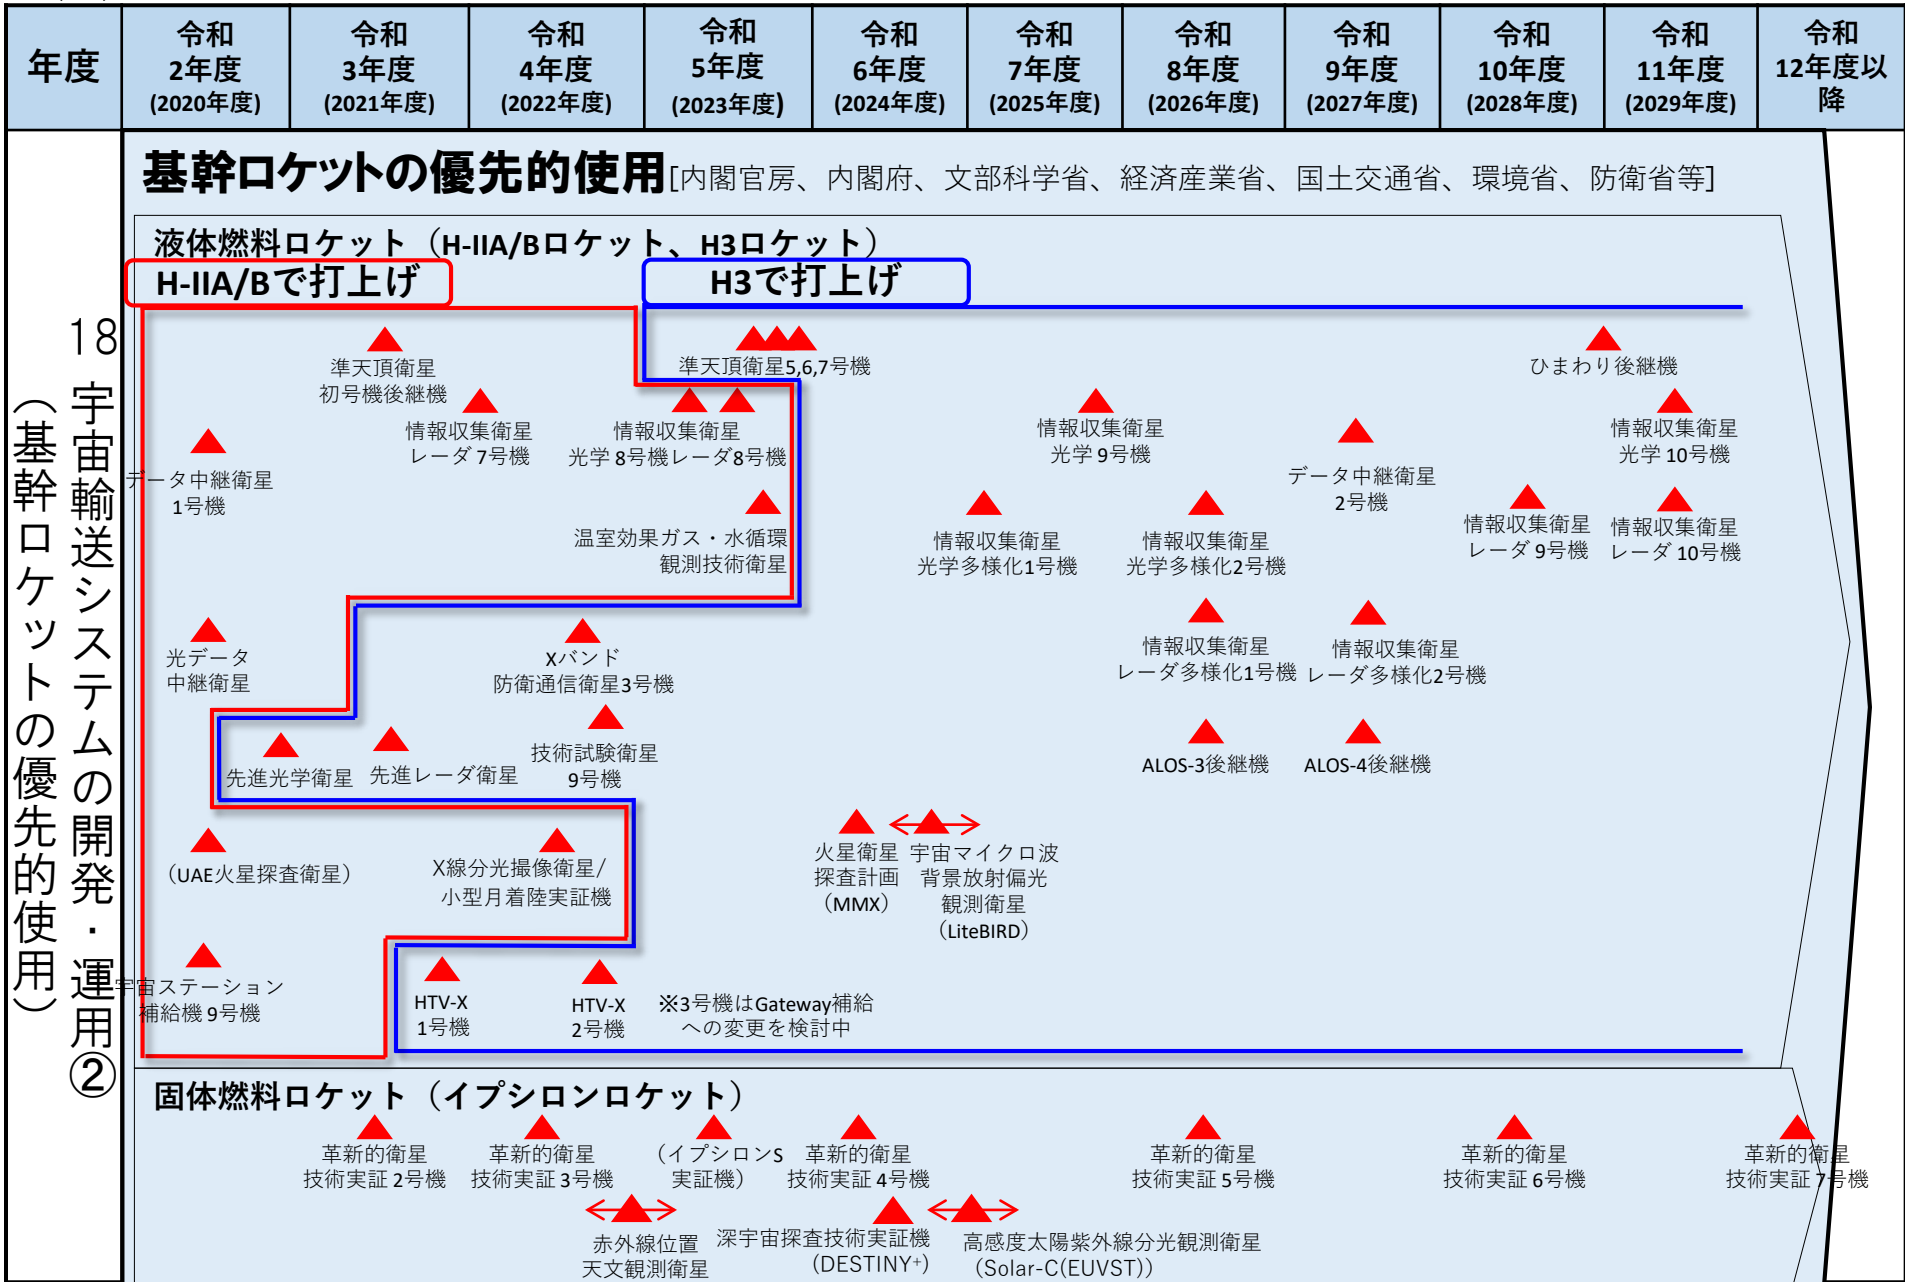 年度
令和
2年度
(2020年度)
令和
3年度
(2021年度)
令和
4年度
(2022年度)
令和
5年度
(2023年度)
令和
6年度
(2024年度)
令和
7年度
(2025年度)
令和
8年度
(2026年度)
令和
9年度
(2027年度)
令和
10年度
(2028年度)
令和
11年度
(2029年度)
令和
12年度以
降
18 宇宙輸送システムの開発・運用②
（基幹ロケットの優先的使用）
基幹ロケットの優先的使用[内閣官房、内閣府、文部科学省、経済産業省、国土交通省、環境省、防衛省等]
液体燃料ロケット（H-IIA/Bロケット、H3ロケット）
H-IIA/Bで打上げ
H3で打上げ
準天頂衛星
初号機後継機
準天頂衛星5,6,7号機
ひまわり後継機
データ中継衛星
1号機
情報収集衛星
レーダ 7号機
情報収集衛星
光学 8号機レーダ8号機
情報収集衛星
光学 9号機
データ中継衛星
2号機
情報収集衛星
光学 10号機
温室効果ガス・水循環
観測技術衛星
情報収集衛星
光学多様化1号機
情報収集衛星
光学多様化2号機
情報収集衛星
レーダ 9号機
情報収集衛星
レーダ 10号機
光データ
中継衛星
Xバンド
防衛通信衛星3号機
情報収集衛星
レーダ多様化1号機
情報収集衛星
レーダ多様化2号機
先進光学衛星
先進レーダ衛星
技術試験衛星
9号機
ALOS-3後継機
ALOS-4後継機
（UAE火星探査衛星）
X線分光撮像衛星/
小型月着陸実証機
火星衛星
探査計画
（MMX）
宇宙マイクロ波
背景放射偏光
観測衛星
（LiteBIRD）
宇宙ステーション
補給機 9号機
HTV-X
1号機
HTV-X
2号機
※3号機はGateway補給
への変更を検討中
固体燃料ロケット（イプシロンロケット）
革新的衛星
技術実証 2号機
革新的衛星
技術実証 3号機
（イプシロンS
実証機）
革新的衛星
技術実証 4号機
革新的衛星
技術実証 5号機
革新的衛星
技術実証 6号機
革新的衛星
技術実証 7号機
赤外線位置
天文観測衛星
深宇宙探査技術実証機
(DESTINY⁺)
高感度太陽紫外線分光観測衛星
(Solar-C(EUVST))